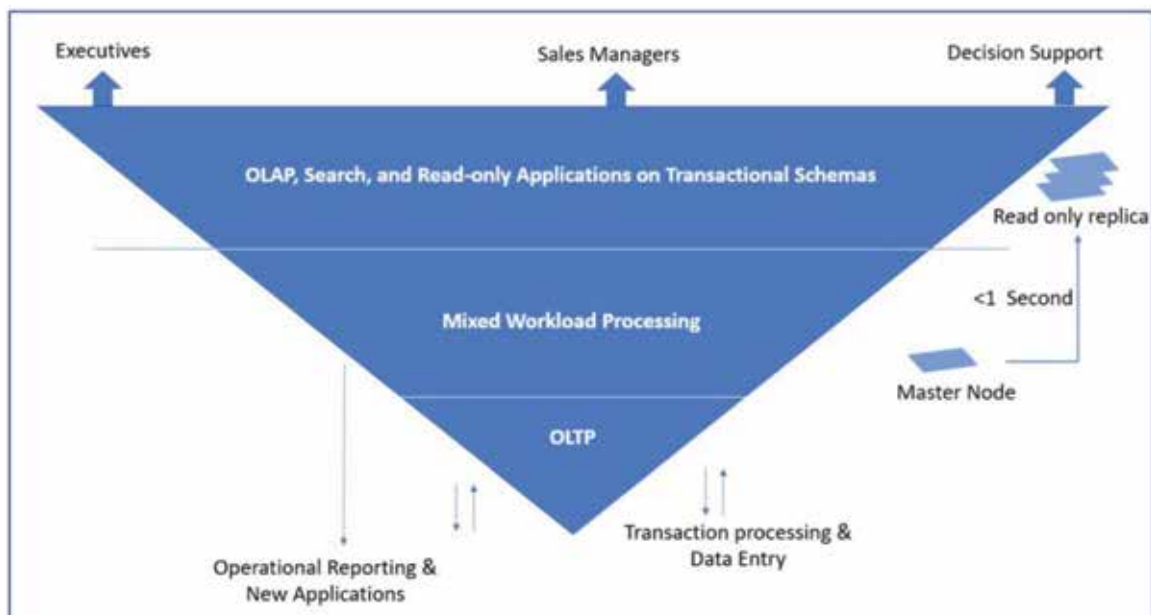 Executives
Sales Managers
Decision Support
OLAP, Search, and Read-only Applications on Transactional Schemas
Read only replica
<1 Second
Mixed Workload Processing
Master Node
OLTP
Transaction processing &
Data Entry
Operational Reporting &
New Applications